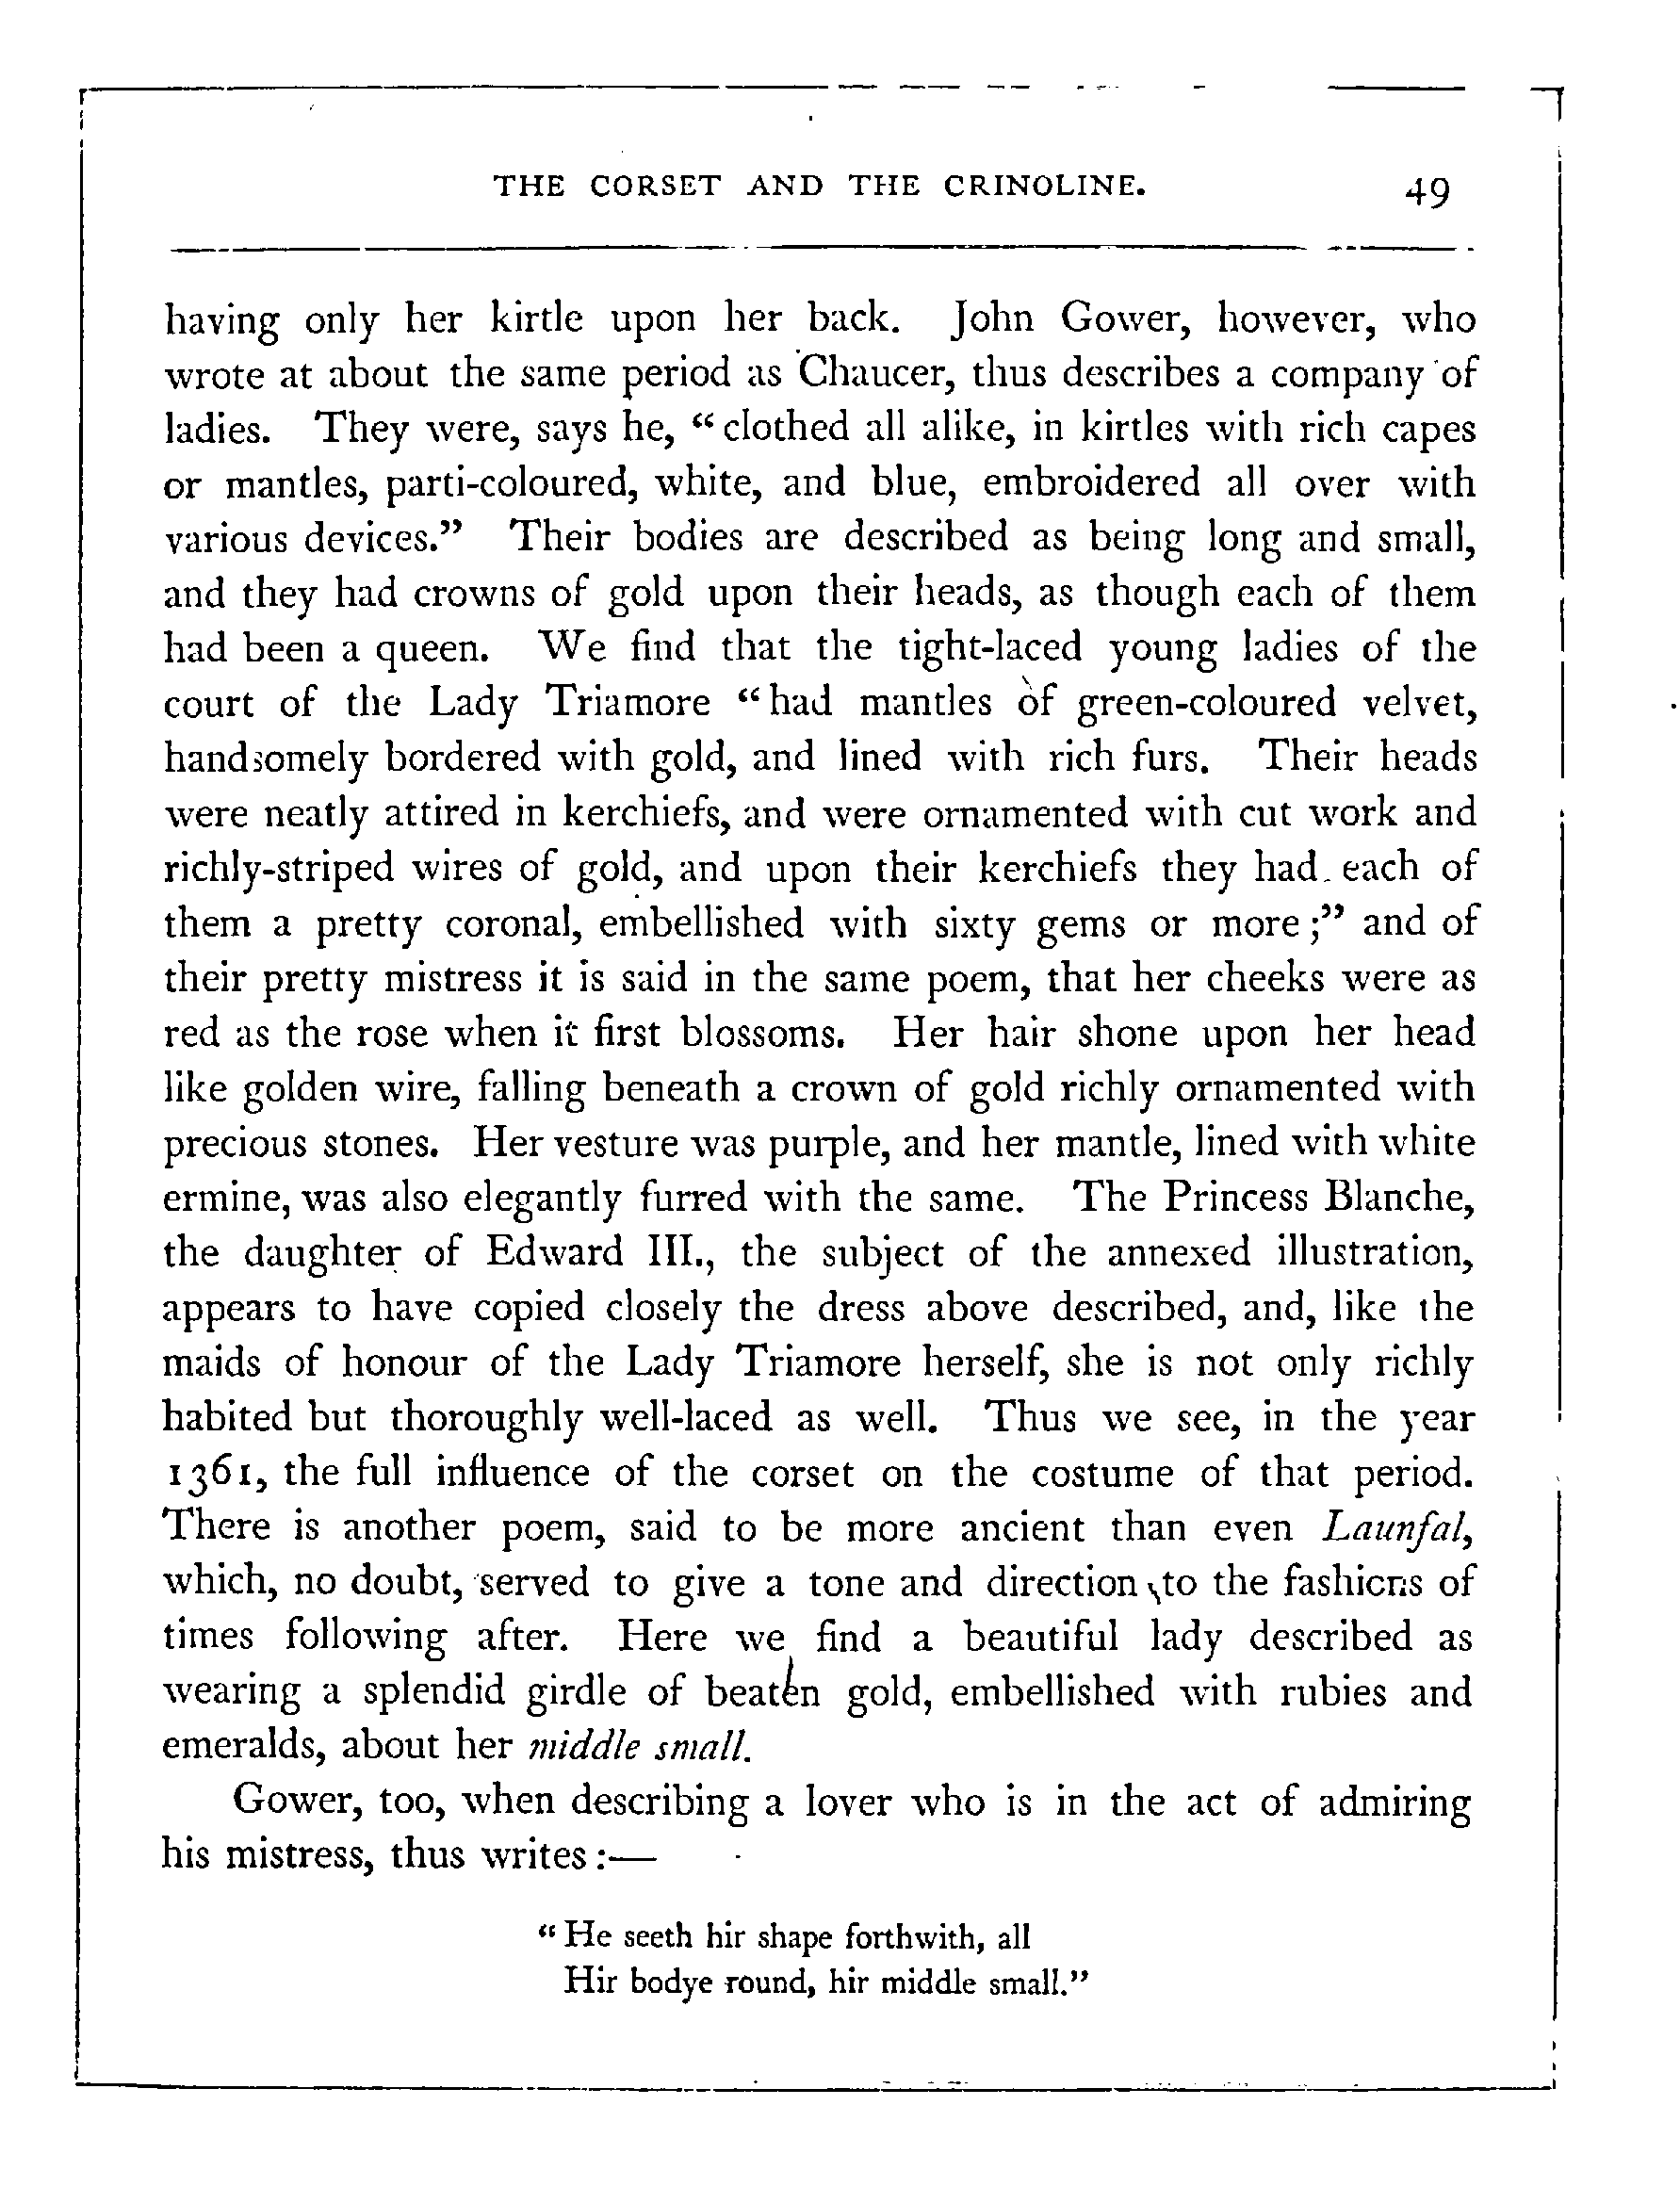 THE CORSET AND THE CRINOLINE. 49
having only her kirtle upon her back. John Gower, however, who
wrote at about the same period as Chaucer, thus describes a company of
ladies. They were, says he, “clothed all alike, in kirtles with rich capes
or mantles, parti-coloured, white, and blue, embroidered all over with
various devices.” Their bodies are described as being long and small,
and they had crowns of gold upon their heads, as though each of them
had been a queen. We find that the tight-laced young ladies of the
court of the Lady Triamore “had mantles of green-coloured velvet,
handsomely bordered with gold, and lined with rich furs. Their heads
were neatly attired in kerchiefs, and were ornamented with cut work and
richly-striped wires of gold, and upon their kerchiefs they had each of
them a pretty coronal, embellished with sixty gems or more;” and of
their pretty mistress it is said in the same poem, that her cheeks were as
red as the rose when it first blossoms. Her hair shone upon her head
like golden wire, falling beneath a crown of gold richly ornamented with
precious stones. Her vesture was purple, and her mantle, lined with white
ermine, was also elegantly furred with the same. The Princess Blanche,
the daughter of Edward III., the subject of the annexed illustration,
appears to have copied closely the dress above described, and, like the
maids of honour of the Lady Triamore herself, she is not only richly
habited but thoroughly well-laced as well. Thus we see, in the year
1361, the full influence of the corset on the costume of that period.
There is another poem, said to be more ancient than even Launfal,
which, no doubt, served to give a tone and direction to the fashions of
times following after. Here we find a beautiful lady described as
wearing a splendid girdle of beaten gold, embellished with rubies and
emeralds, about her middle small.
Gower, too, when describing a lover who is in the act of admiring
his mistress, thus writes:—
“He seeth hir shape forthwith, all
Hir bodye round, hir middle small.”